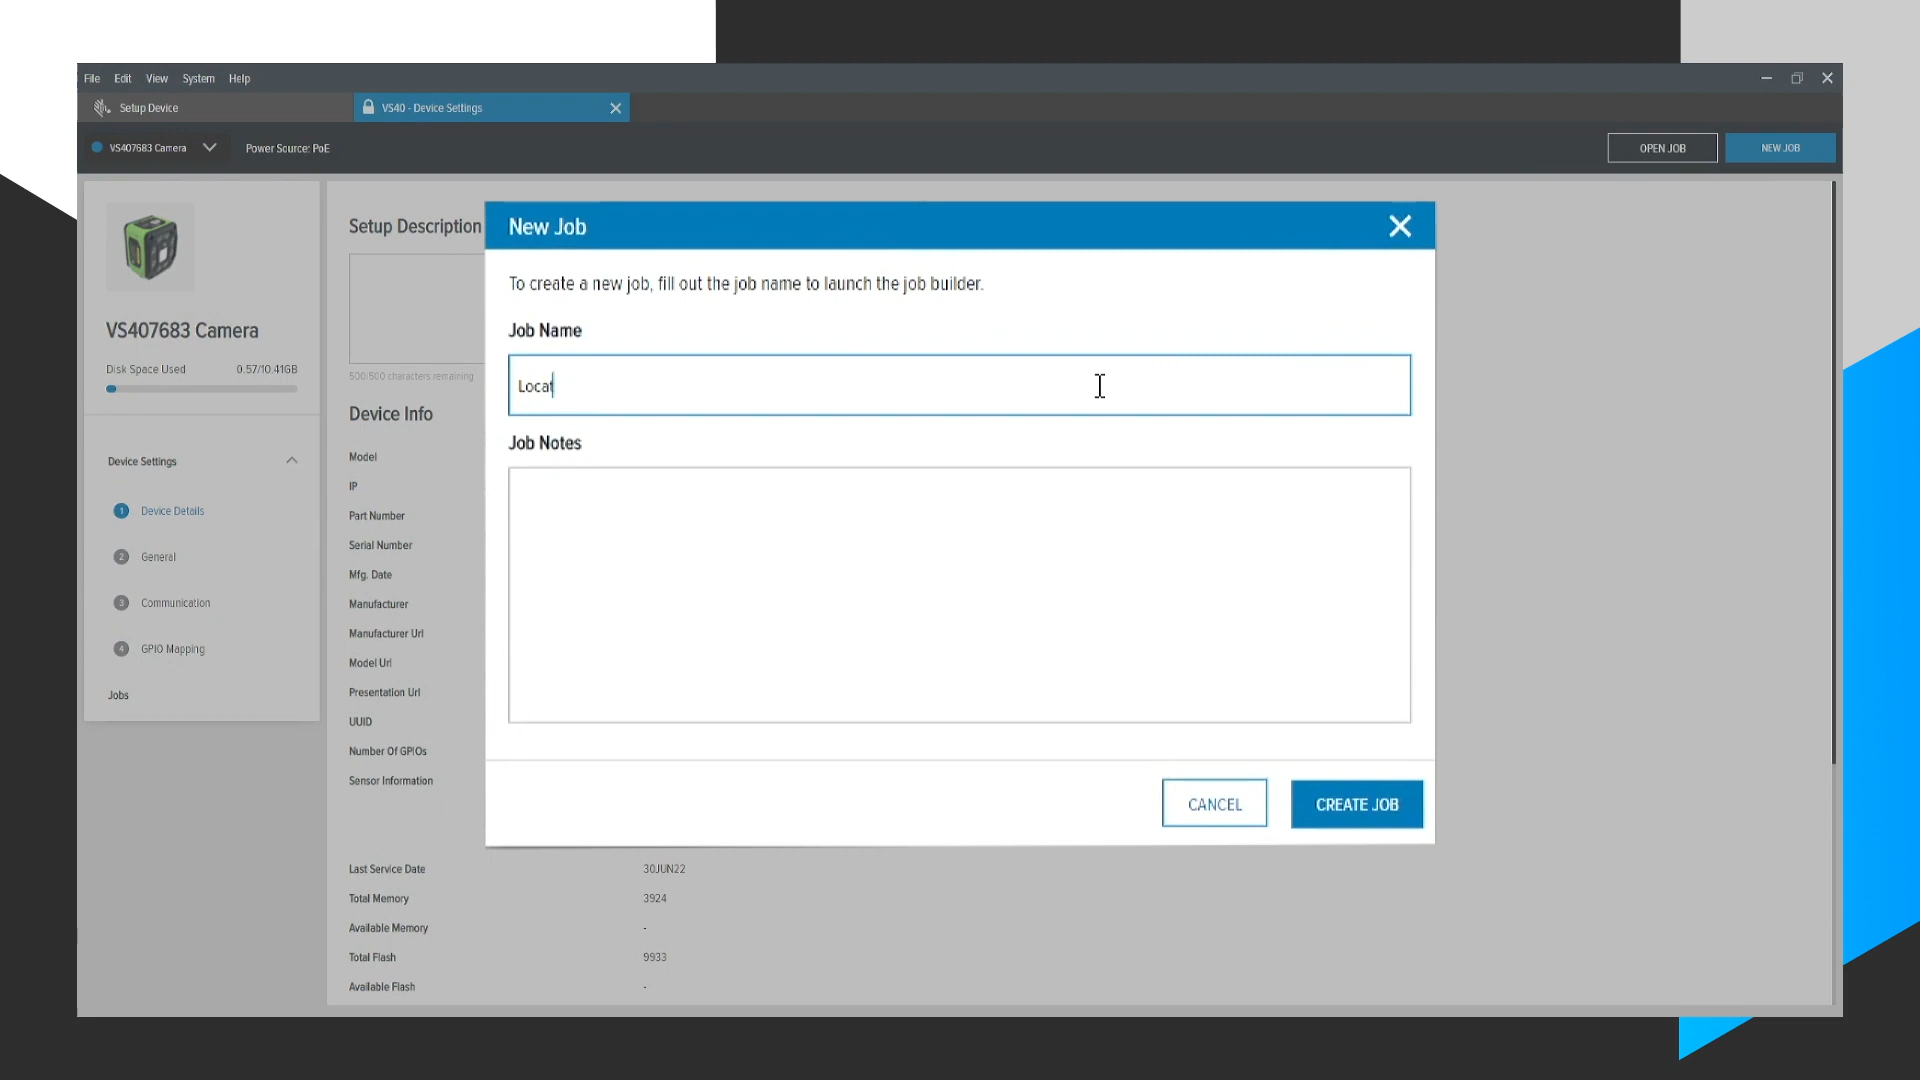 File Edit View System Help
Setup Device
VS40 - Device Settings
VS407683 Camera
Power Source: PoE
OPEN JOB
NEW JOB
VS407683 Camera
Disk Space Used 0.57/10.41GB
Device Settings
1 Device Details
2 General
3 Communication
4 GPIO Mapping
Jobs
Setup Description
500/500 characters remaining
Device Info
Model
IP
Part Number
Serial Number
Mfg. Date
Manufacturer
Manufacturer Url
Model Url
Presentation Url
UUID
Number Of GPIOs
Sensor Information
Last Service Date 30JUN22
Total Memory 3924
Available Memory -
Total Flash 9933
Available Flash -
New Job
To create a new job, fill out the job name to launch the job builder.
Job Name
Locat
Job Notes
CANCEL
CREATE JOB